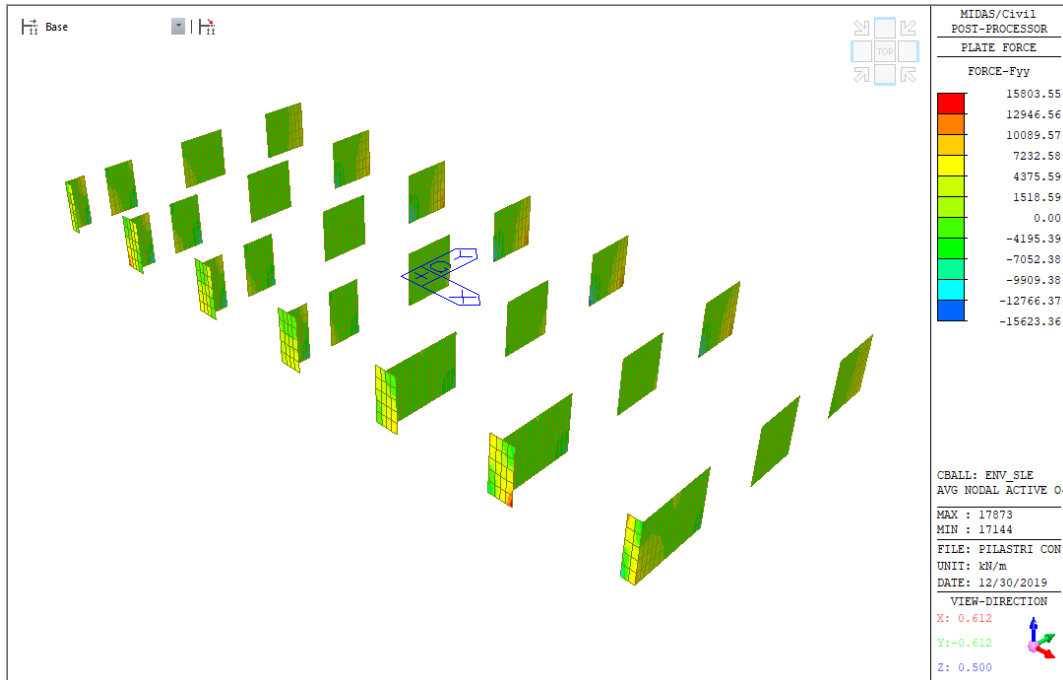 Base
TOP
MIDAS/Civil
POST-PROCESSOR
PLATE FORCE
FORCE-Fyy
15803.55
12946.56
10089.57
7232.58
4375.59
1518.59
0.00
-4195.39
-7052.38
-9909.38
-12766.37
-15623.36
CBALL: ENV_SLE
AVG NODAL ACTIVE O
MAX : 17873
MIN : 17144
FILE: PILASTRI CON
UNIT: kN/m
DATE: 12/30/2019
VIEW-DIRECTION
X: 0.612
Y:-0.612
Z: 0.500